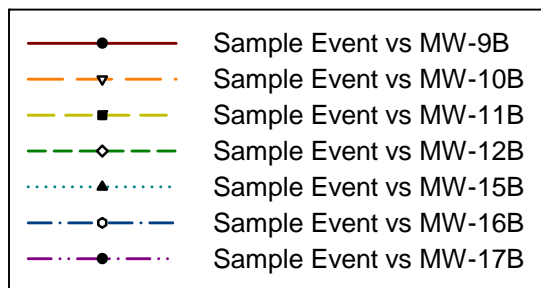 Sample Event vs MW-9B
Sample Event vs MW-10B
Sample Event vs MW-11B
Sample Event vs MW-12B
Sample Event vs MW-15B
Sample Event vs MW-16B
Sample Event vs MW-17B